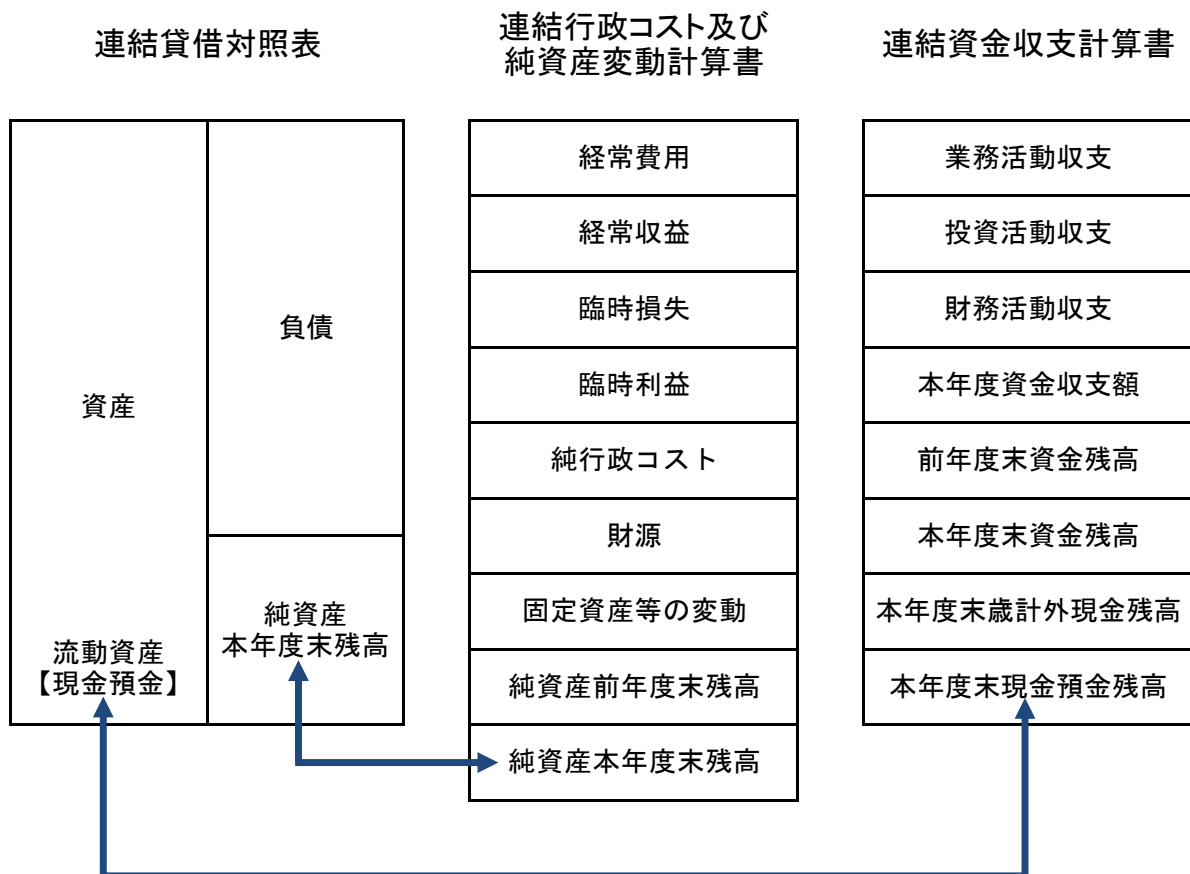 連結貸借対照表
資産
流動資産
【現金預金】
負債
純資産
本年度末残高
連結行政コスト及び
純資産変動計算書
経常費用
経常収益
臨時損失
臨時利益
純行政コスト
財源
固定資産等の変動
純資産前年度末残高
純資産本年度末残高
連結資金収支計算書
業務活動収支
投資活動収支
財務活動収支
本年度資金収支額
前年度末資金残高
本年度末資金残高
本年度末歳計外現金残高
本年度末現金預金残高